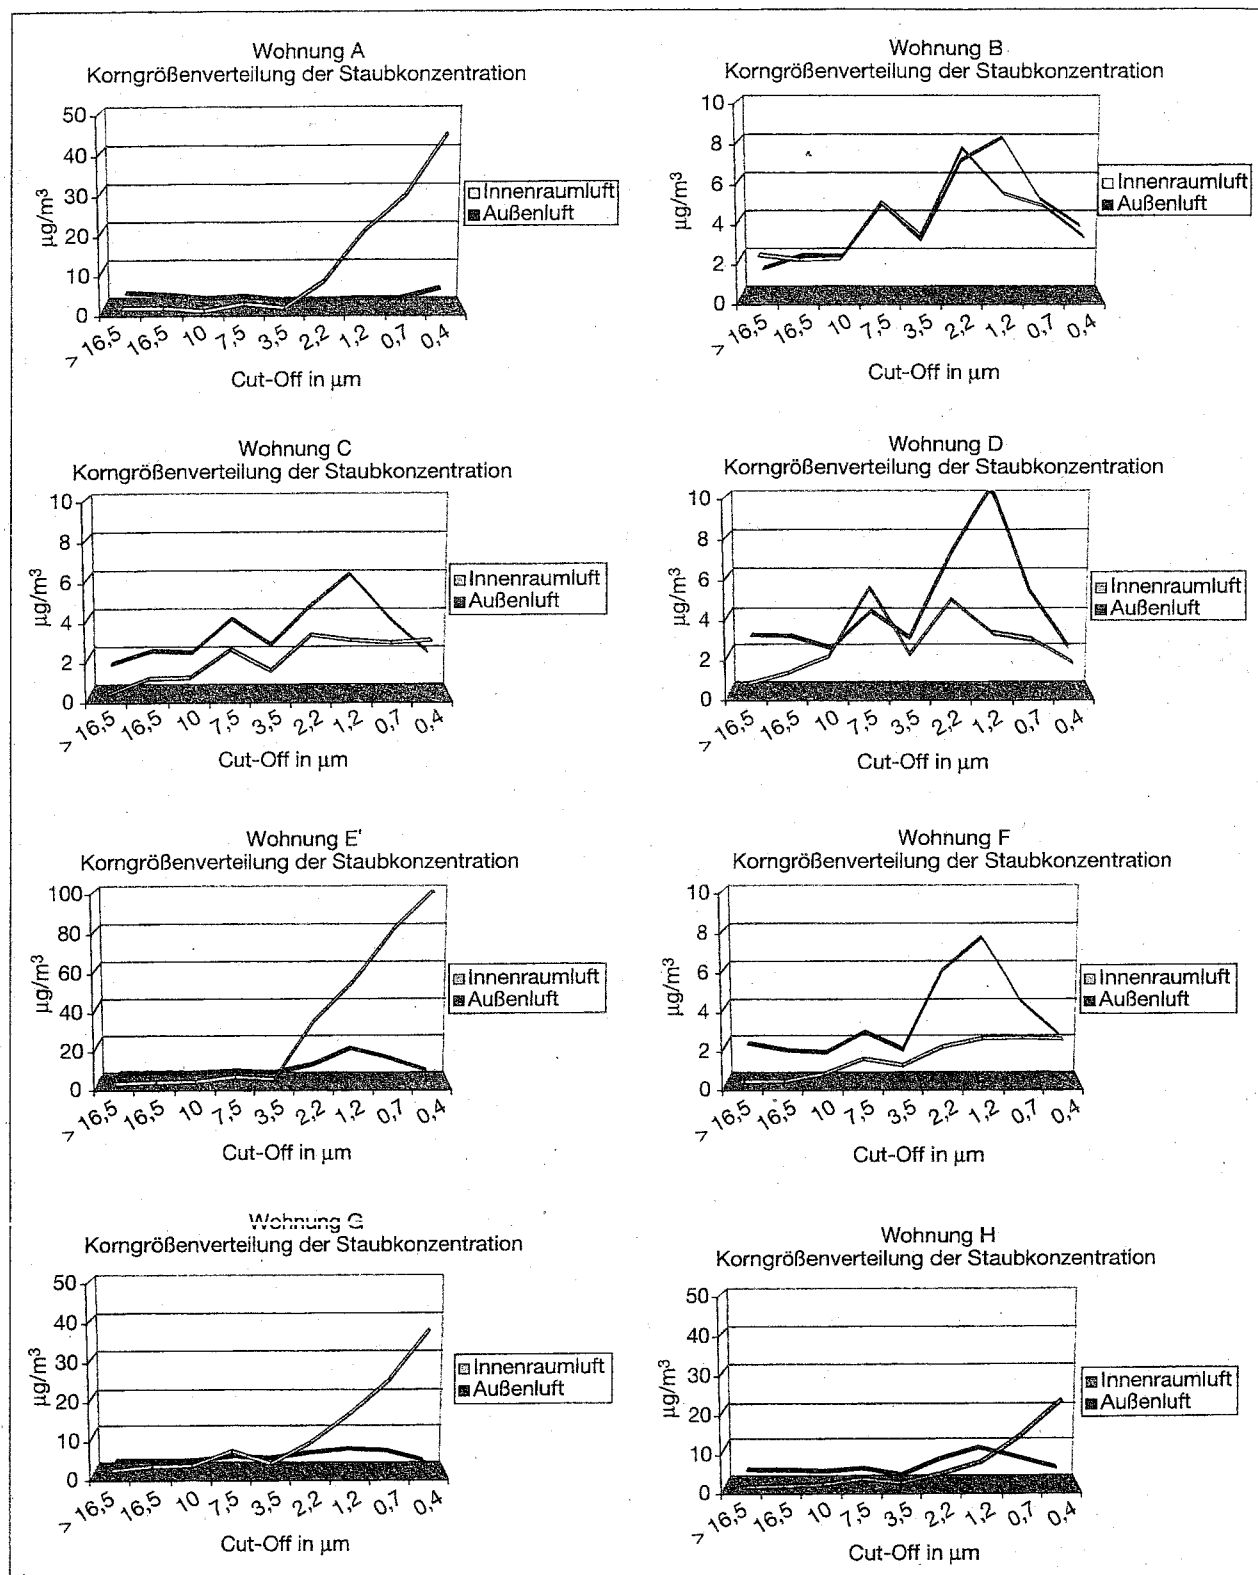 Wohnung A
Korngrößenverteilung der Staubkonzentration
50
40
30
20
10
0
µg/m³
Innenraumluft
Außenluft
> 16,5
16,5
10
7,5
3,5
2,2
1,2
0,7
0,4
Cut-Off in µm
Wohnung B
Korngrößenverteilung der Staubkonzentration
10
8
6
4
2
0
µg/m³
Innenraumluft
Außenluft
> 16,5
16,5
10
7,5
3,5
2,2
1,2
0,7
0,4
Cut-Off in µm
Wohnung C
Korngrößenverteilung der Staubkonzentration
10
8
6
4
2
0
µg/m³
Innenraumluft
Außenluft
> 16,5
16,5
10
7,5
3,5
2,2
1,2
0,7
0,4
Cut-Off in µm
Wohnung D
Korngrößenverteilung der Staubkonzentration
10
8
6
4
2
0
µg/m³
Innenraumluft
Außenluft
> 16,5
16,5
10
7,5
3,5
2,2
1,2
0,7
0,4
Cut-Off in µm
Wohnung E'
Korngrößenverteilung der Staubkonzentration
100
80
60
40
20
0
µg/m³
Innenraumluft
Außenluft
> 16,5
16,5
10
7,5
3,5
2,2
1,2
0,7
0,4
Cut-Off in µm
Wohnung F
Korngrößenverteilung der Staubkonzentration
10
8
6
4
2
0
µg/m³
Innenraumluft
Außenluft
> 16,5
16,5
10
7,5
3,5
2,2
1,2
0,7
0,4
Cut-Off in µm
Wohnung G
Korngrößenverteilung der Staubkonzentration
50
40
30
20
10
0
µg/m³
Innenraumluft
Außenluft
> 16,5
16,5
10
7,5
3,5
2,2
1,2
0,7
0,4
Cut-Off in µm
Wohnung H
Korngrößenverteilung der Staubkonzentration
50
40
30
20
10
0
µg/m³
Innenraumluft
Außenluft
> 16,5
16,5
10
7,5
3,5
2,2
1,2
0,7
0,4
Cut-Off in µm